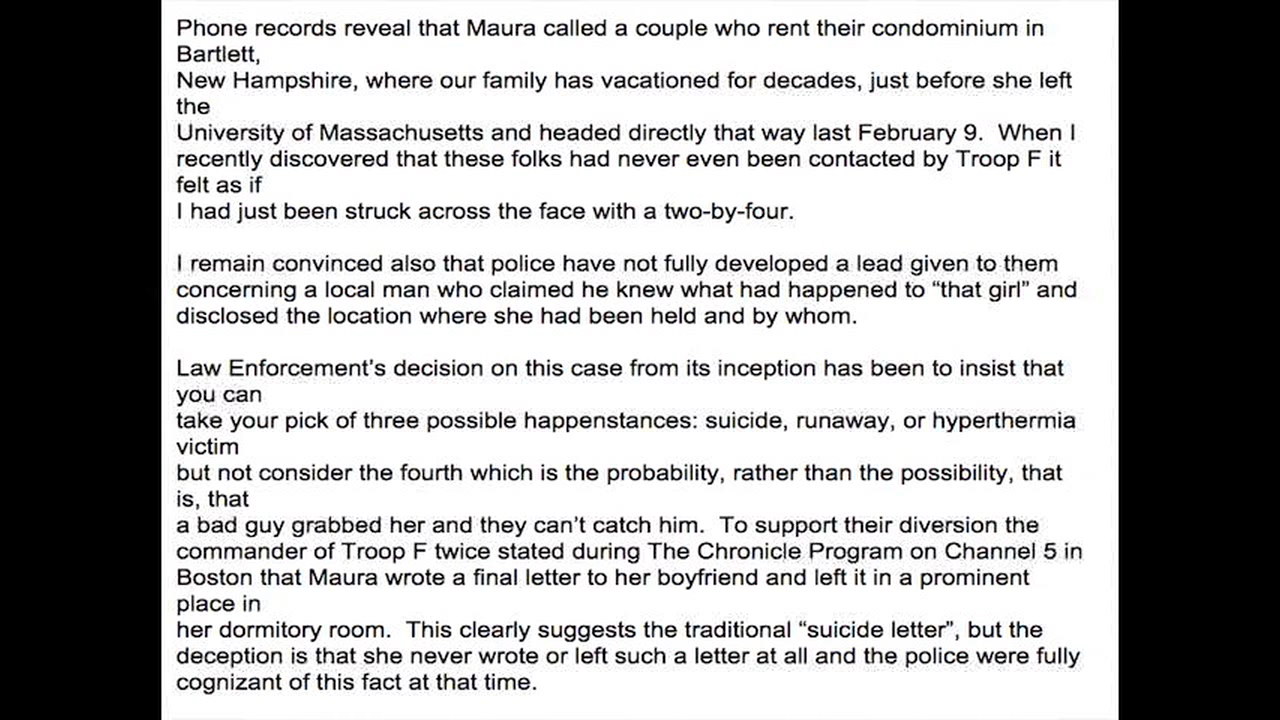 Phone records reveal that Maura called a couple who rent their condominium in
Bartlett,
New Hampshire, where our family has vacationed for decades, just before she left
the
University of Massachusetts and headed directly that way last February 9.  When I
recently discovered that these folks had never even been contacted by Troop F it
felt as if
I had just been struck across the face with a two-by-four.

I remain convinced also that police have not fully developed a lead given to them
concerning a local man who claimed he knew what had happened to “that girl” and
disclosed the location where she had been held and by whom.

Law Enforcement's decision on this case from its inception has been to insist that
you can
take your pick of three possible happenstances: suicide, runaway, or hyperthermia
victim
but not consider the fourth which is the probability, rather than the possibility, that
is, that
a bad guy grabbed her and they can’t catch him.  To support their diversion the
commander of Troop F twice stated during The Chronicle Program on Channel 5 in
Boston that Maura wrote a final letter to her boyfriend and left it in a prominent
place in
her dormitory room.  This clearly suggests the traditional “suicide letter”, but the
deception is that she never wrote or left such a letter at all and the police were fully
cognizant of this fact at that time.